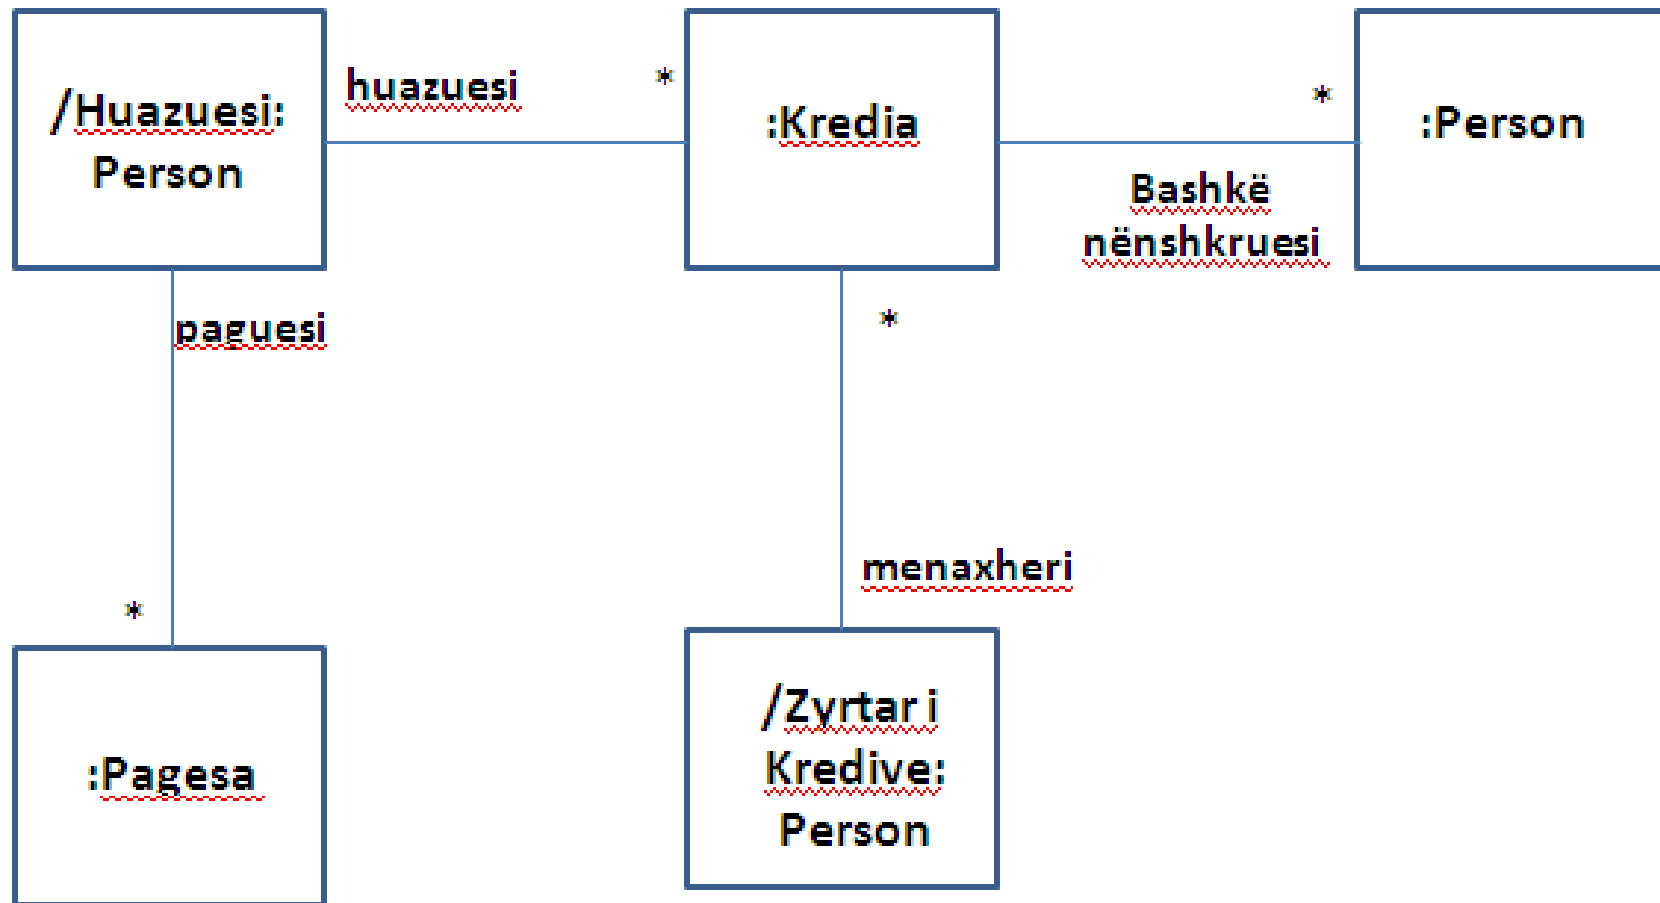 /Huazuesi:
Person
huazuesi
*
:Kredia
*
:Person
Bashkë
nënshkruesi
paguesi
*
menaxheri
*
:Pagesa
/Zyrtar i
Kredive:
Person